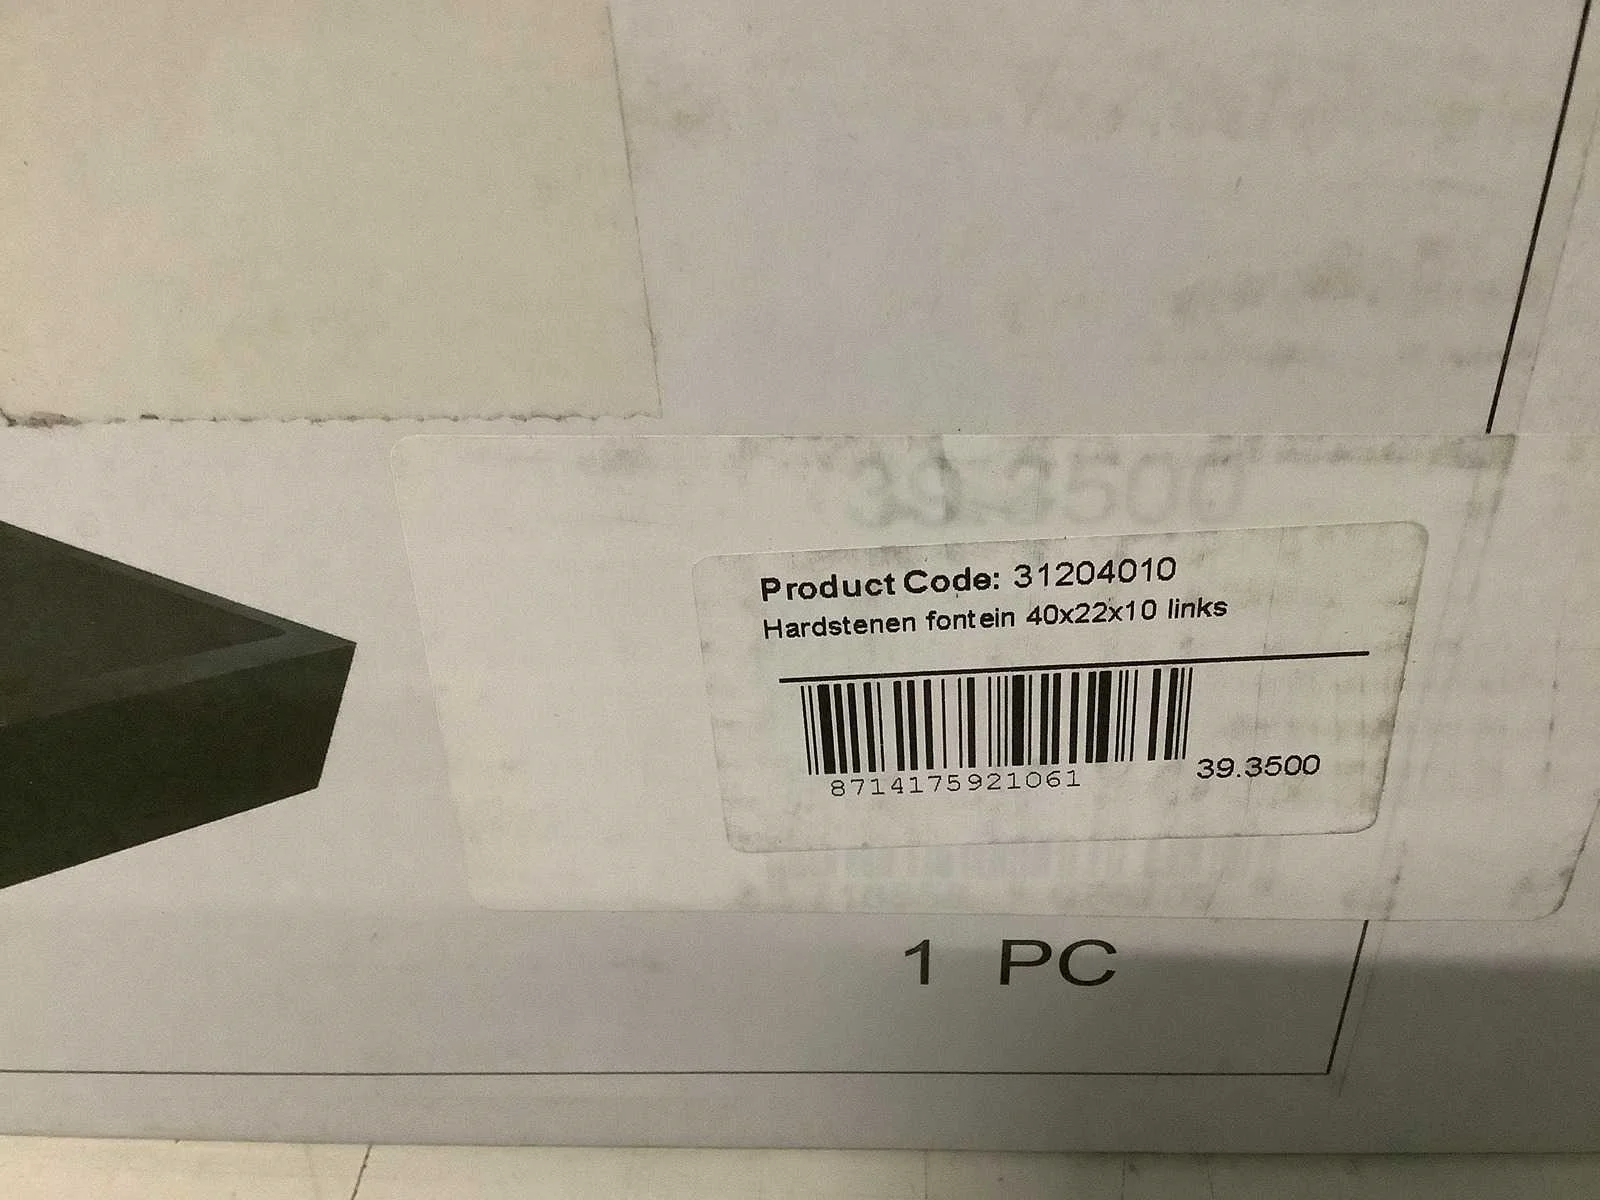 39.3500
Product Code: 31204010
Hardstenen fontein 40x22x10 links
8714175921061
39.3500
1 PC